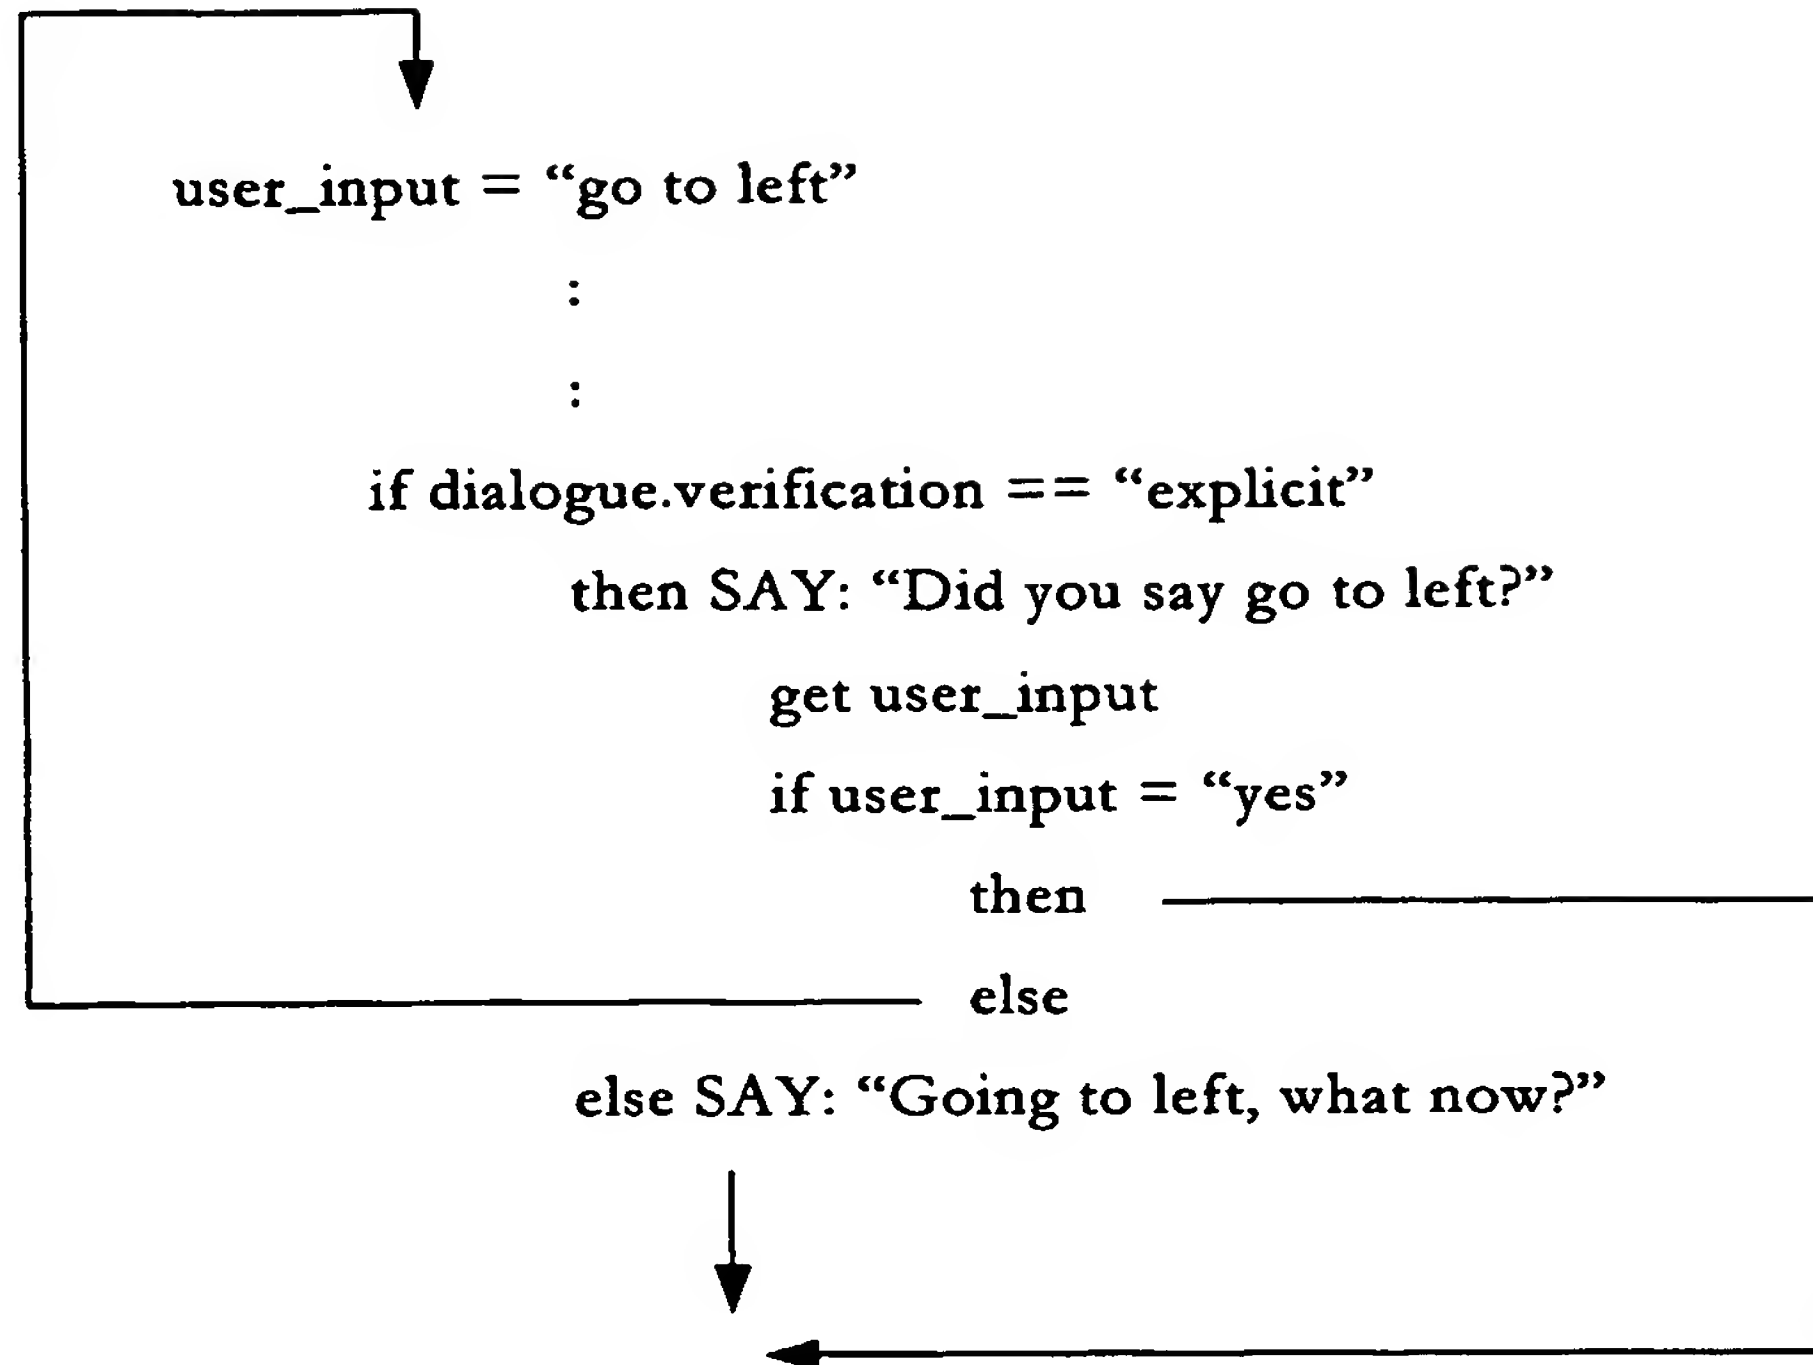 user_input = “go to left”
:
:
if dialogue.verification == “explicit”
then SAY: “Did you say go to left?”
get user_input
if user_input = “yes”
then
else
else SAY: “Going to left, what now?”